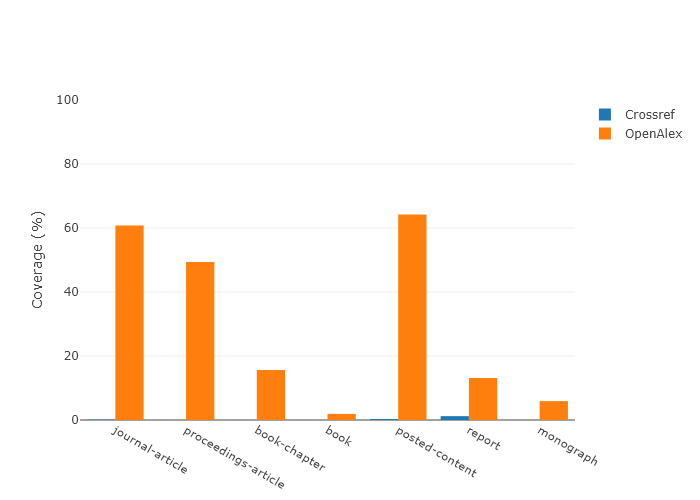 100
80
60
40
20
0
Coverage (%)
journal-article
proceedings-article
book-chapter
book
posted-content
report
monograph
Crossref
OpenAlex